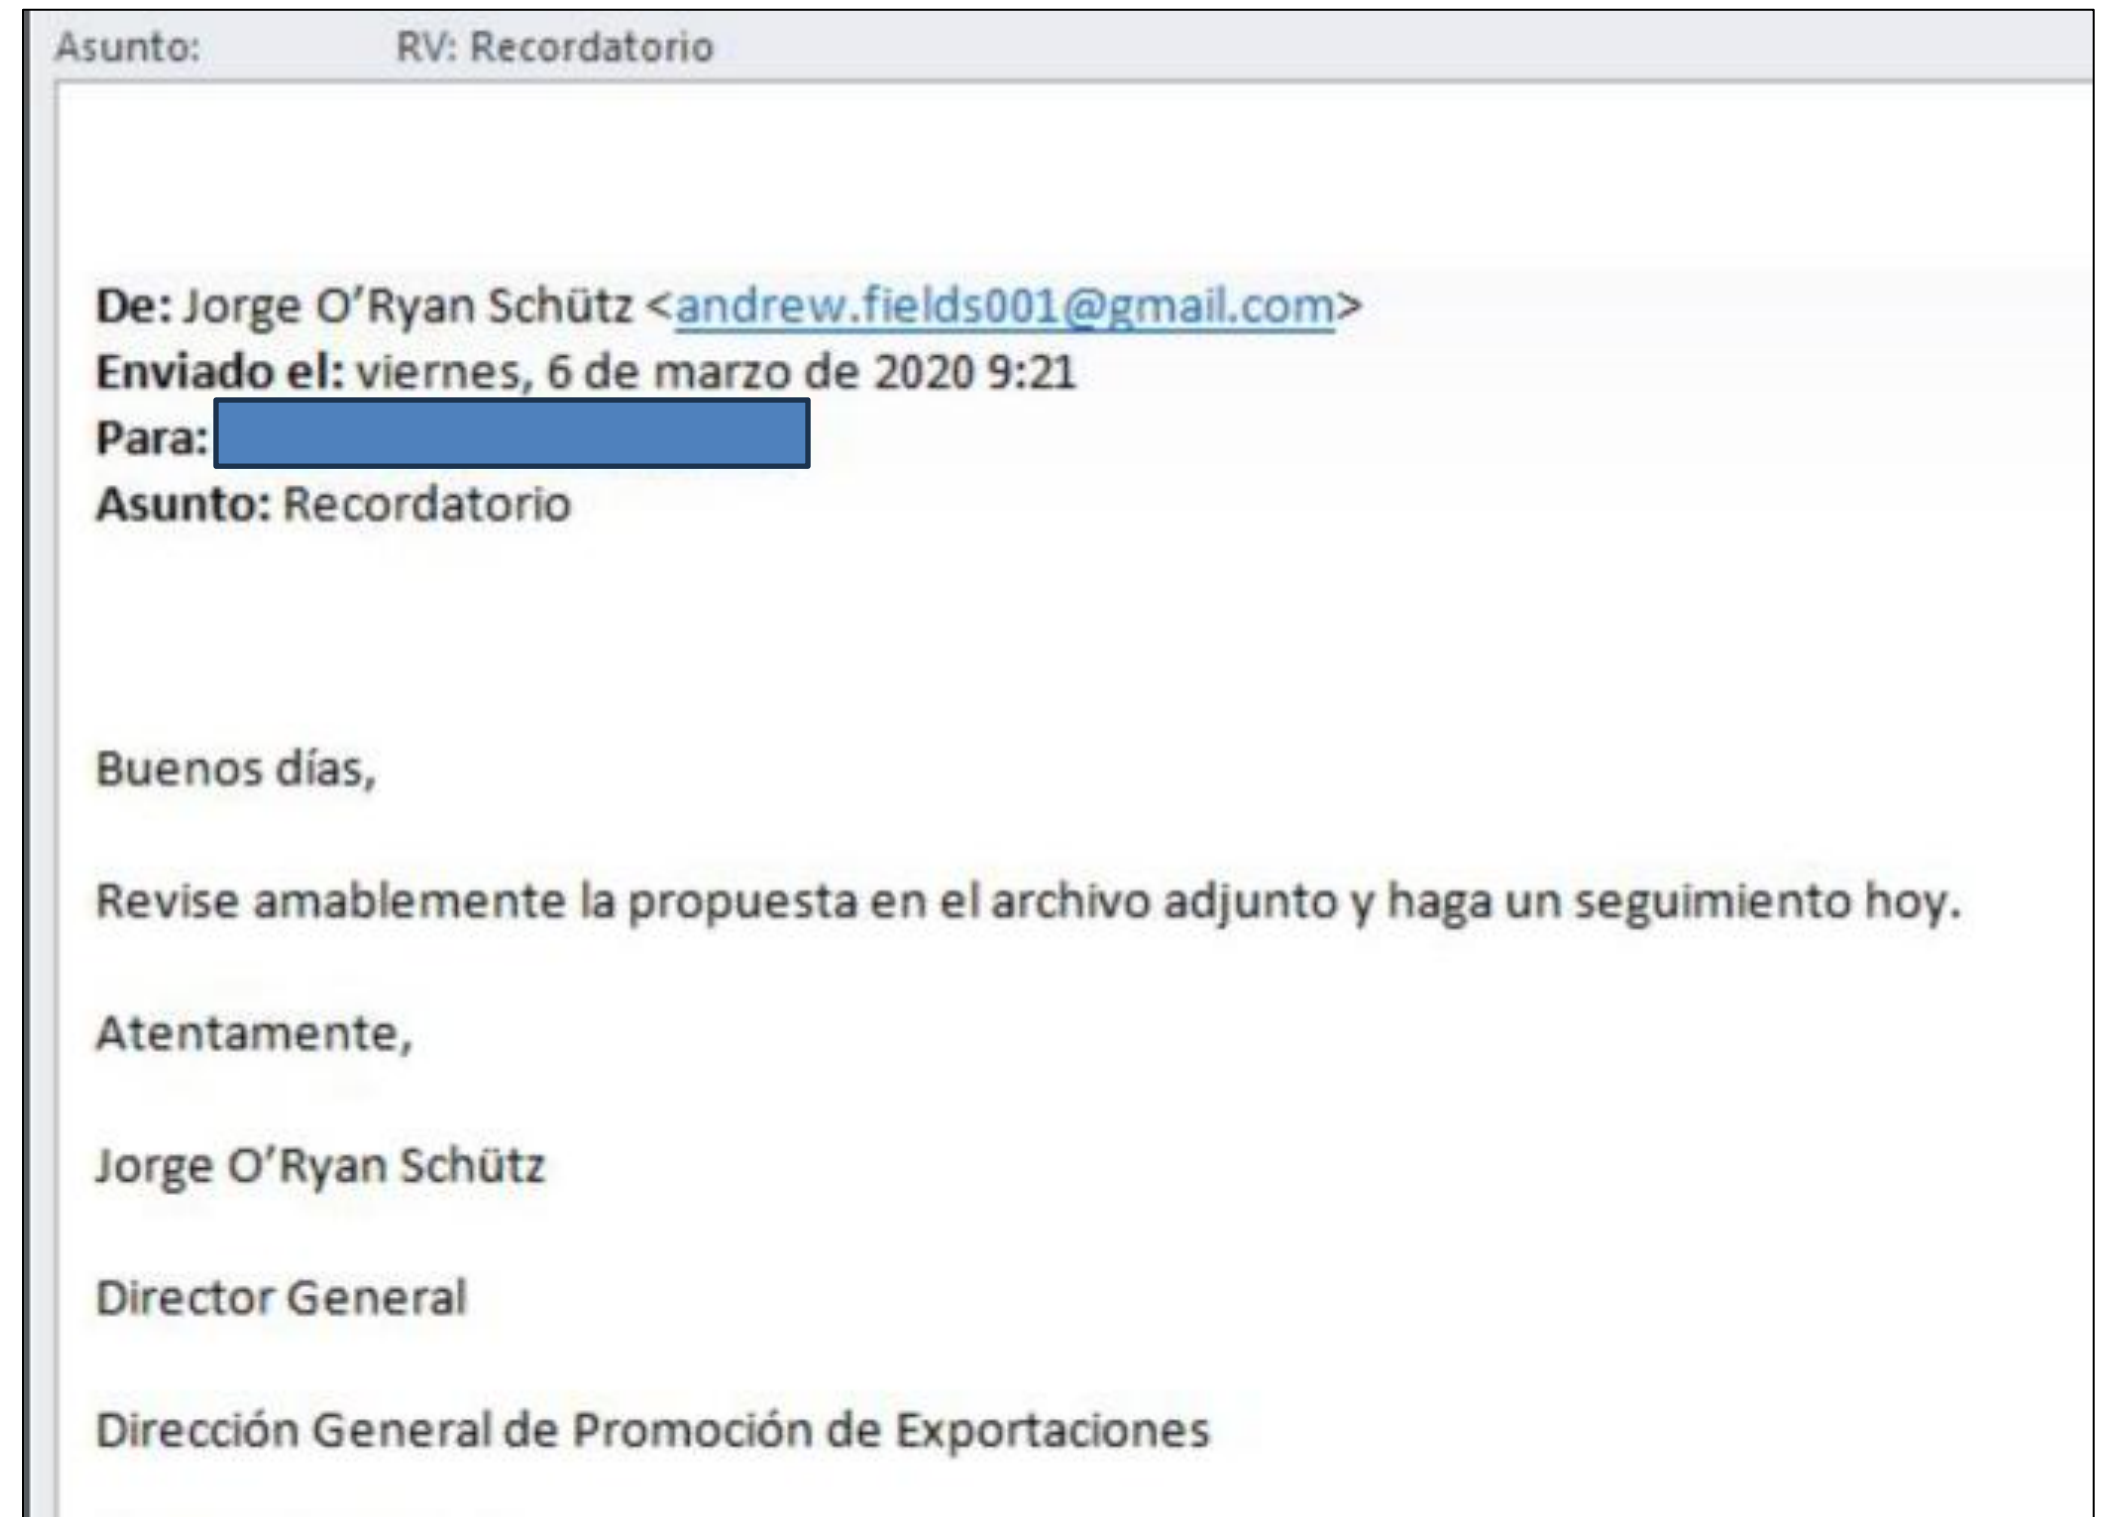 Asunto: RV: Recordatorio
De: Jorge O’Ryan Schütz <andrew.fields001@gmail.com>
Enviado el: viernes, 6 de marzo de 2020 9:21
Para:
Asunto: Recordatorio
Buenos días,
Revise amablemente la propuesta en el archivo adjunto y haga un seguimiento hoy.
Atentamente,
Jorge O’Ryan Schütz
Director General
Dirección General de Promoción de Exportaciones